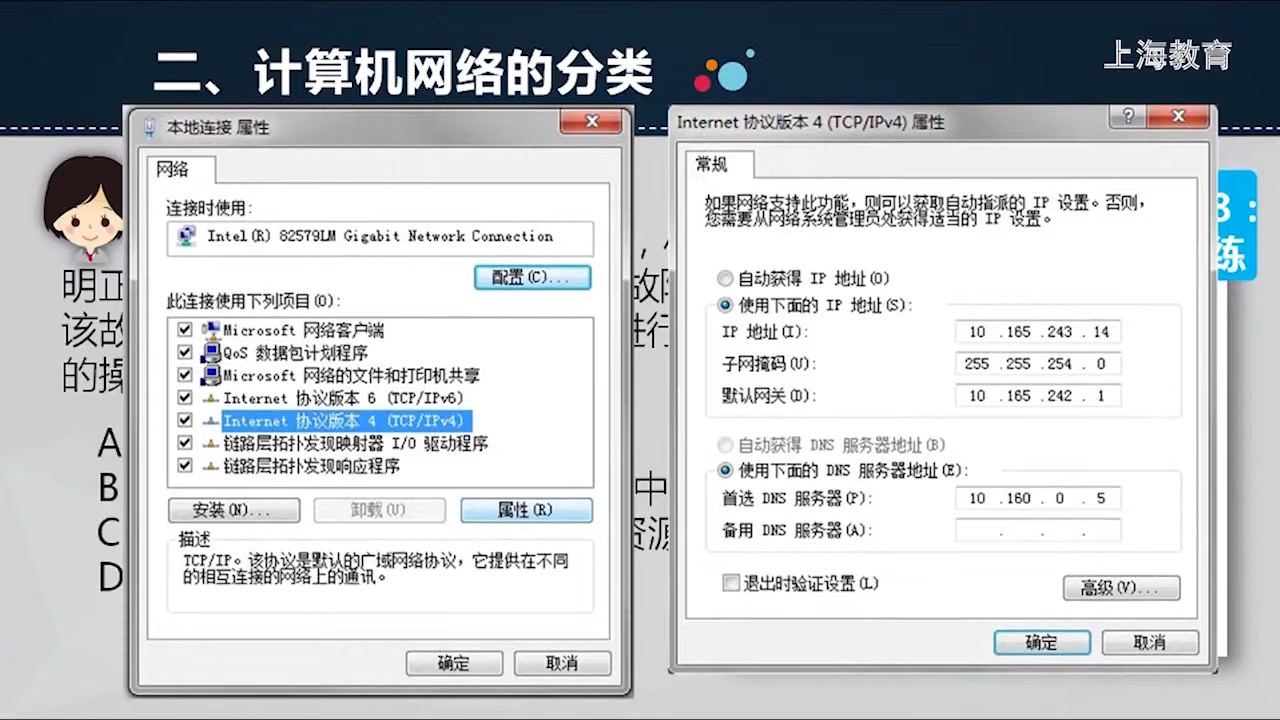 二、计算机网络的分类
上海教育
本地连接 属性
网络
连接时使用:
Intel(R) 82579LM Gigabit Network Connection
配置(C)...
此连接使用下列项目(O):
Microsoft 网络客户端
QoS 数据包计划程序
Microsoft 网络的文件和打印机共享
Internet 协议版本 6 (TCP/IPv6)
Internet 协议版本 4 (TCP/IPv4)
链路层拓扑发现映射器 I/O 驱动程序
链路层拓扑发现响应程序
安装(N)... 卸载(U) 属性(R)
描述
TCP/IP。该协议是默认的广域网络协议，它提供在不同
的相互连接的网络上的通讯。
确定 取消
Internet 协议版本 4 (TCP/IPv4) 属性
常规
如果网络支持此功能，则可以获取自动指派的 IP 设置。否则，
您需要从网络系统管理员处获得适当的 IP 设置。
自动获得 IP 地址(O)
使用下面的 IP 地址(S):
IP 地址(I): 10 .165 .243 .14
子网掩码(U): 255 .255 .254 .0
默认网关(D): 10 .165 .242 .1
自动获得 DNS 服务器地址(B)
使用下面的 DNS 服务器地址(E):
首选 DNS 服务器(P): 10 .160 .0 .5
备用 DNS 服务器(A): . . .
退出时验证设置(L)
高级(V)...
确定 取消
明正
该故
的操
A
B
C
D
中
资源
练